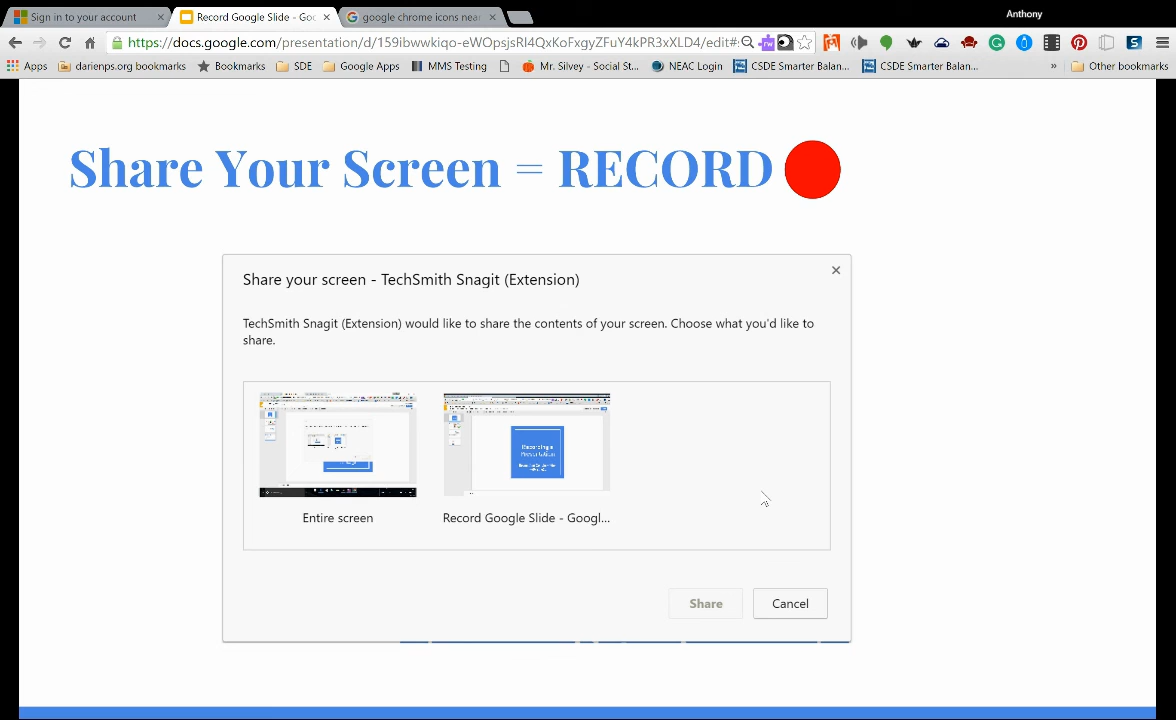 Anthony
Sign in to your account
Record Google Slide - Goo
google chrome icons near
https://docs.google.com/presentation/d/159ibwwkiqo-eWOpsjsRI4QxKoFxgyZFuY4kPR3xXLD4/edit#
Apps
darienps.org bookmarks
Bookmarks
SDE
Google Apps
MMS Testing
Mr. Silvey - Social St...
NEAC Login
CSDE Smarter Balan...
CSDE Smarter Balan...
»
Other bookmarks
Share Your Screen = RECORD
Share your screen - TechSmith Snagit (Extension)
TechSmith Snagit (Extension) would like to share the contents of your screen. Choose what you'd like to
share.
Recording a
Presentation
Entire screen
Record Google Slide - Googl...
Share
Cancel